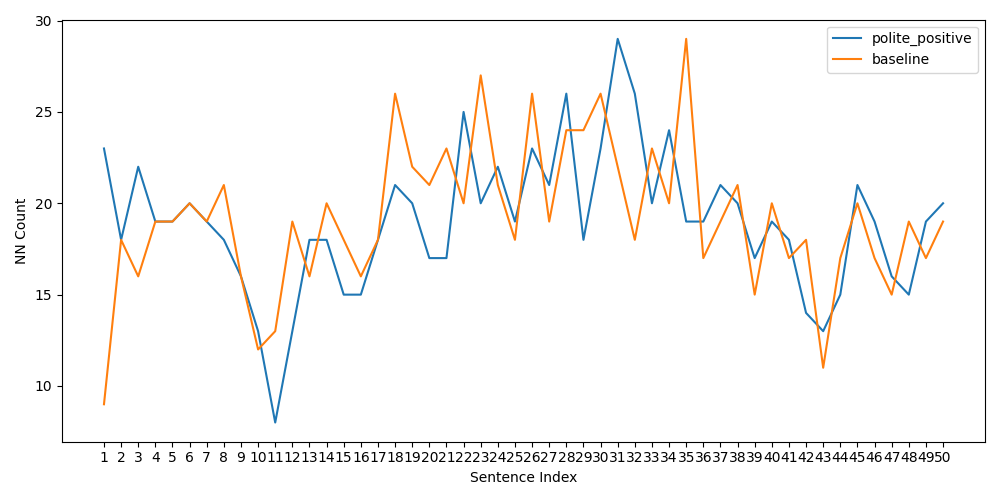 30
25
20
15
10
NN Count
polite_positive
baseline
1 2 3 4 5 6 7 8 9 10 11 12 13 14 15 16 17 18 19 20 21 22 23 24 25 26 27 28 29 30 31 32 33 34 35 36 37 38 39 40 41 42 43 44 45 46 47 48 49 50
Sentence Index